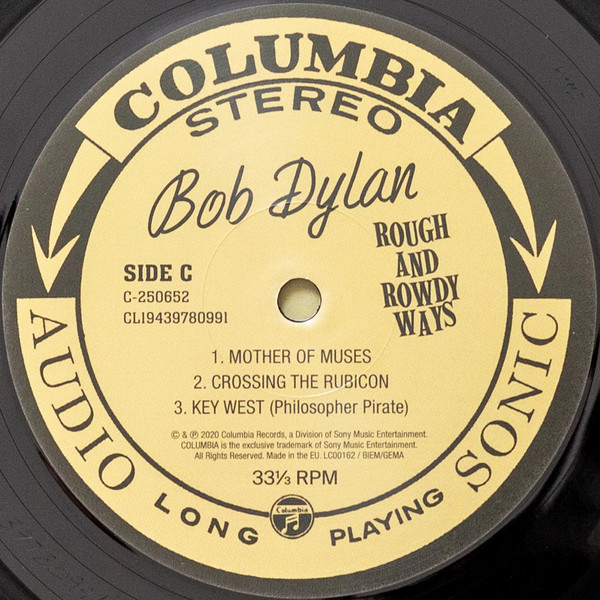 COLUMBIA
STEREO
Bob Dylan
ROUGH
AND
ROWDY
WAYS
SIDE C
C-250652
CL19439780991
1. MOTHER OF MUSES
2. CROSSING THE RUBICON
3. KEY WEST (Philosopher Pirate)
© & ℗ 2020 Columbia Records, a Division of Sony Music Entertainment.
COLUMBIA is the exclusive trademark of Sony Music Entertainment.
All Rights Reserved. Made in the EU. LC00162 / BIEM/GEMA
33⅓ RPM
AUDIO
LONG
Columbia
PLAYING
SONIC